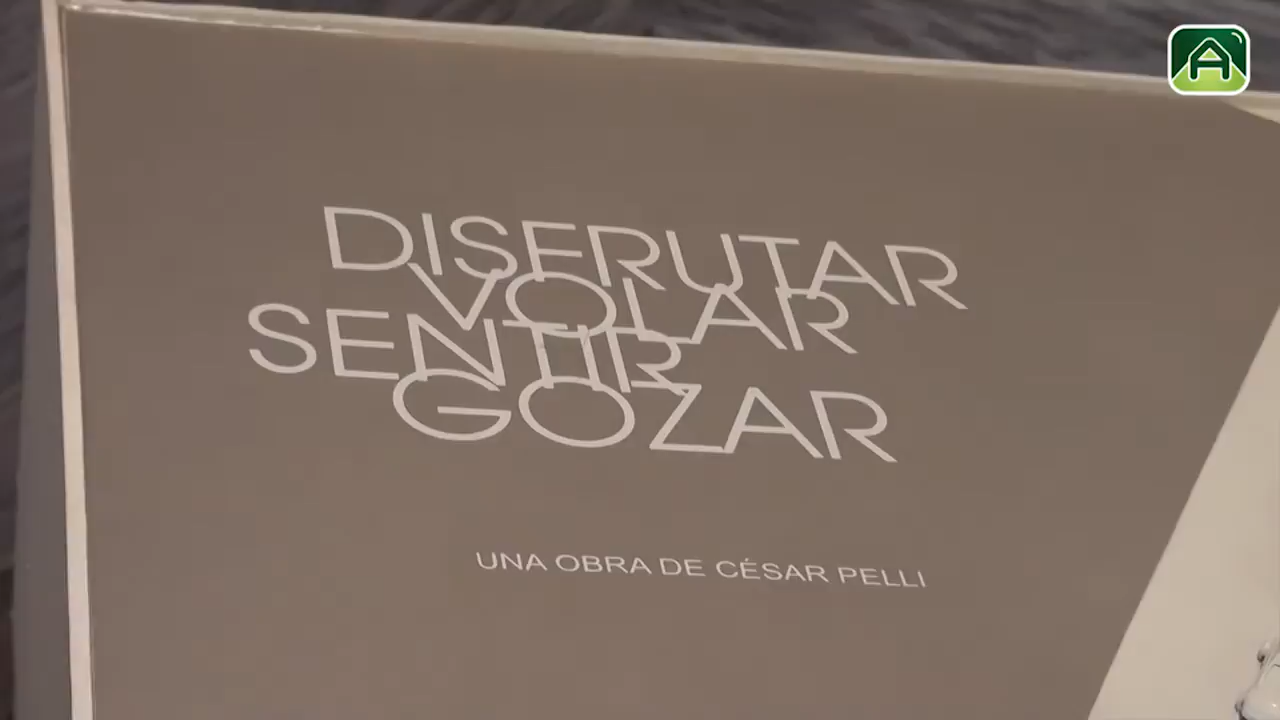 DISFRUTAR
VOLAR
SENTIR
GOZAR
UNA OBRA DE CÉSAR PELLI
A